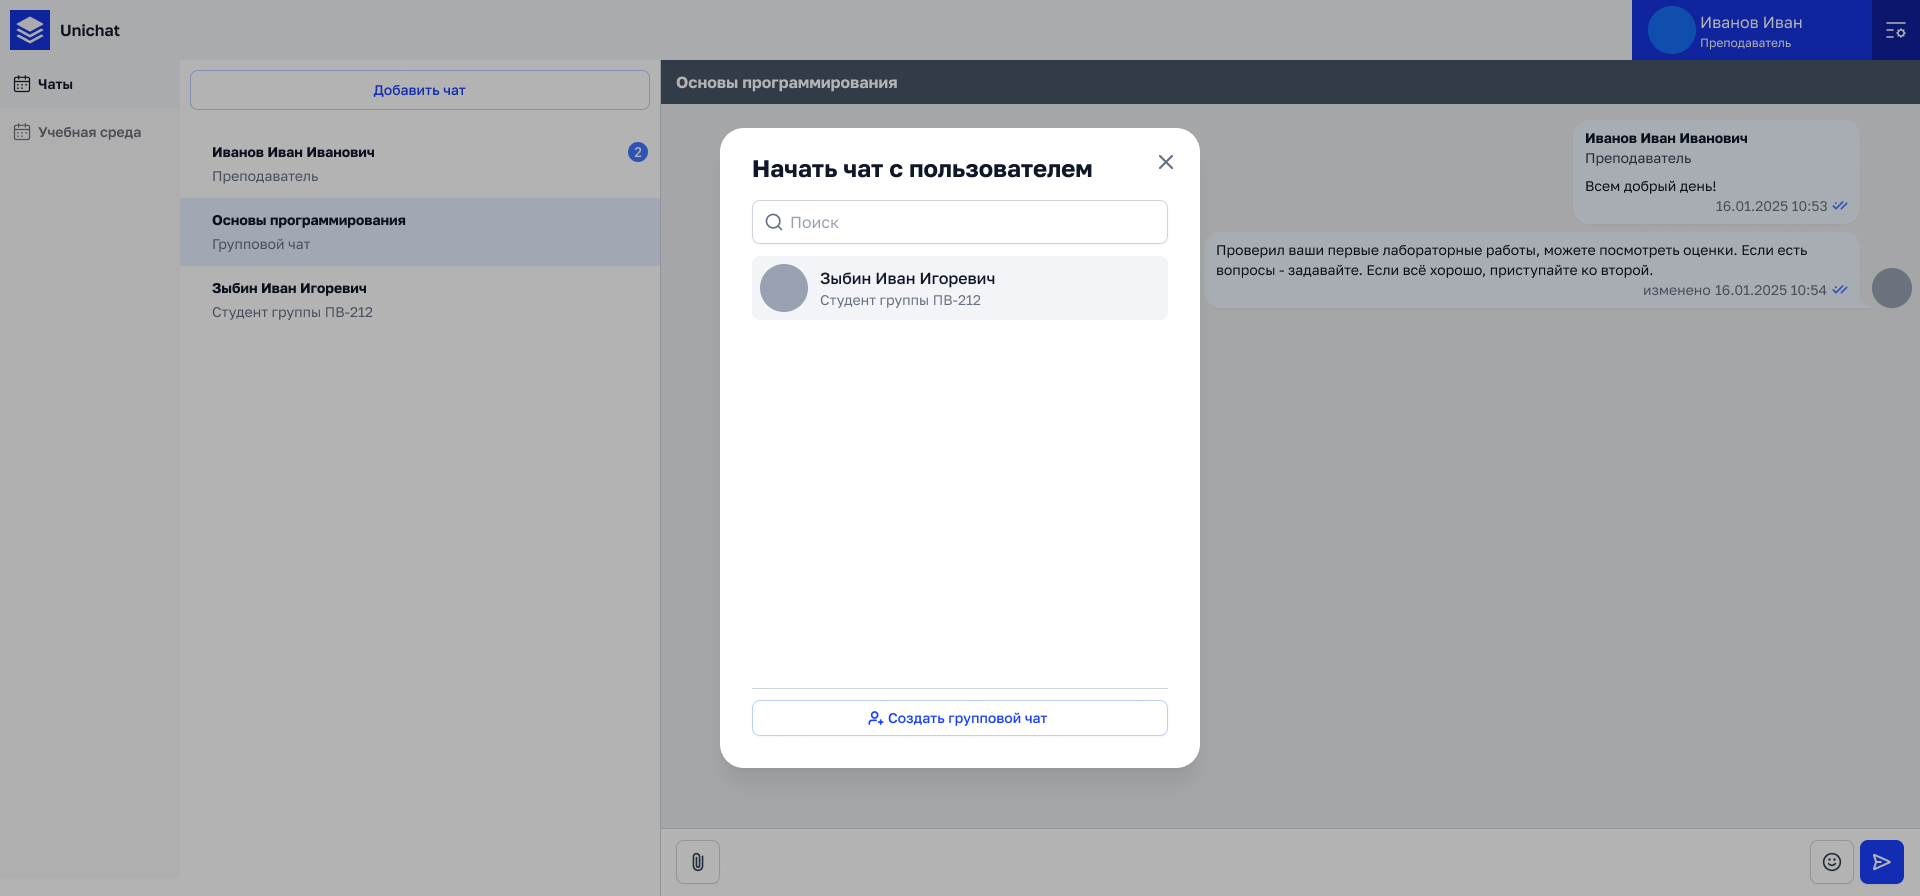 Unichat
Иванов Иван
Преподаватель
Чаты
Учебная среда
Добавить чат
Иванов Иван Иванович
2
Преподаватель
Основы программирования
Групповой чат
Зыбин Иван Игоревич
Студент группы ПВ-212
Основы программирования
Иванов Иван Иванович
Преподаватель
Всем добрый день!
16.01.2025 10:53
Проверил ваши первые лабораторные работы, можете посмотреть оценки. Если есть
вопросы - задавайте. Если всё хорошо, приступайте ко второй.
изменено 16.01.2025 10:54
Начать чат с пользователем
Поиск
Зыбин Иван Игоревич
Студент группы ПВ-212
Создать групповой чат